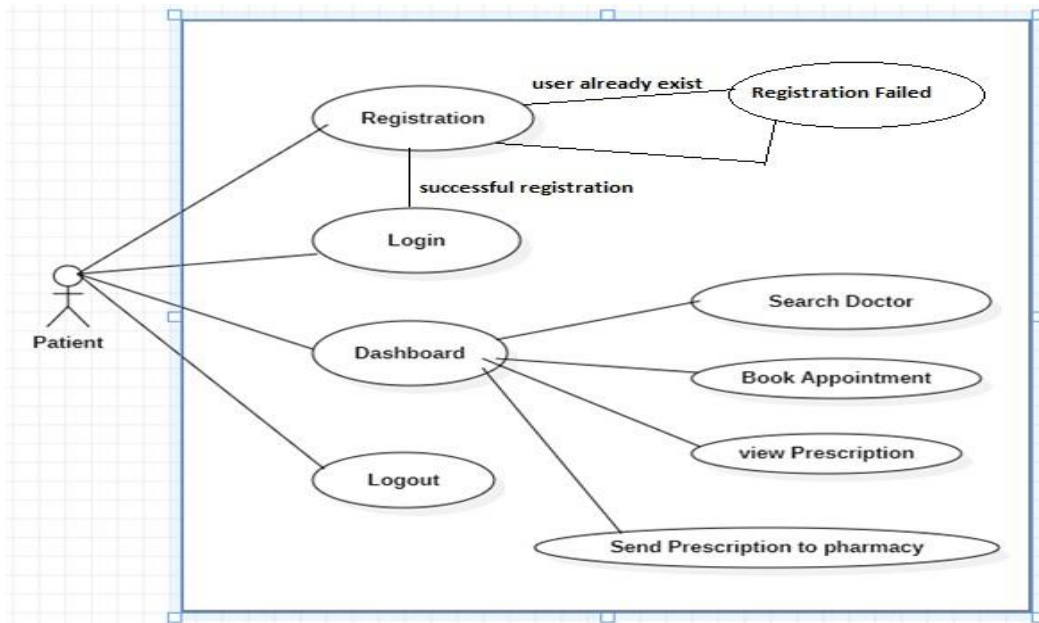 user already exist
Registration Failed
Registration
successful registration
Login
Search Doctor
Patient
Dashboard
Book Appointment
view Prescription
Logout
Send Prescription to pharmacy